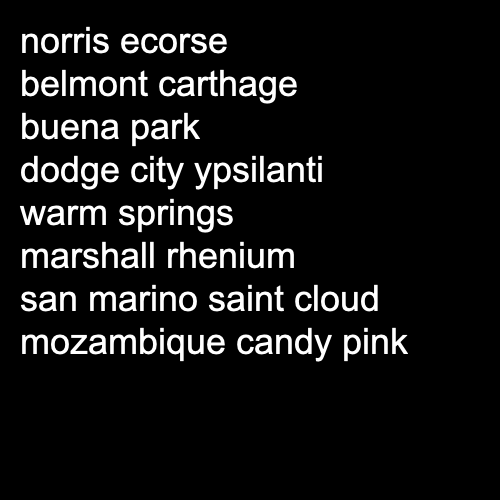 norris ecorse
belmont carthage
buena park
dodge city ypsilanti
warm springs
marshall rhenium
san marino saint cloud
mozambique candy pink